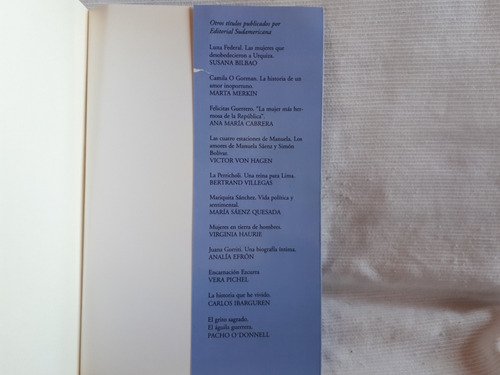 Otros títulos publicados por
Editorial Sudamericana
Luna Federal. Las mujeres que
desobedecieron a Urquiza.
SUSANA BILBAO
Camila O Gorman. La historia de un
amor inoportuno.
MARTA MERKIN
Felicitas Guerrero. "La mujer más her-
mosa de la República".
ANA MARÍA CABRERA
Las cuatro estaciones de Manuela. Los
amores de Manuela Sáenz y Simón
Bolívar.
VICTOR VON HAGEN
La Perricholi. Una reina para Lima.
BERTRAND VILLEGAS
Mariquita Sánchez. Vida política y
sentimental.
MARÍA SÁENZ QUESADA
Mujeres en tierra de hombres.
VIRGINIA HAURIE
Juana Gorriti. Una biografía íntima.
ANALÍA EFRÓN
Encarnación Ezcurra
VERA PICHEL
La historia que he vivido.
CARLOS IBARGUREN
El grito sagrado.
El águila guerrera.
PACHO O'DONNELL